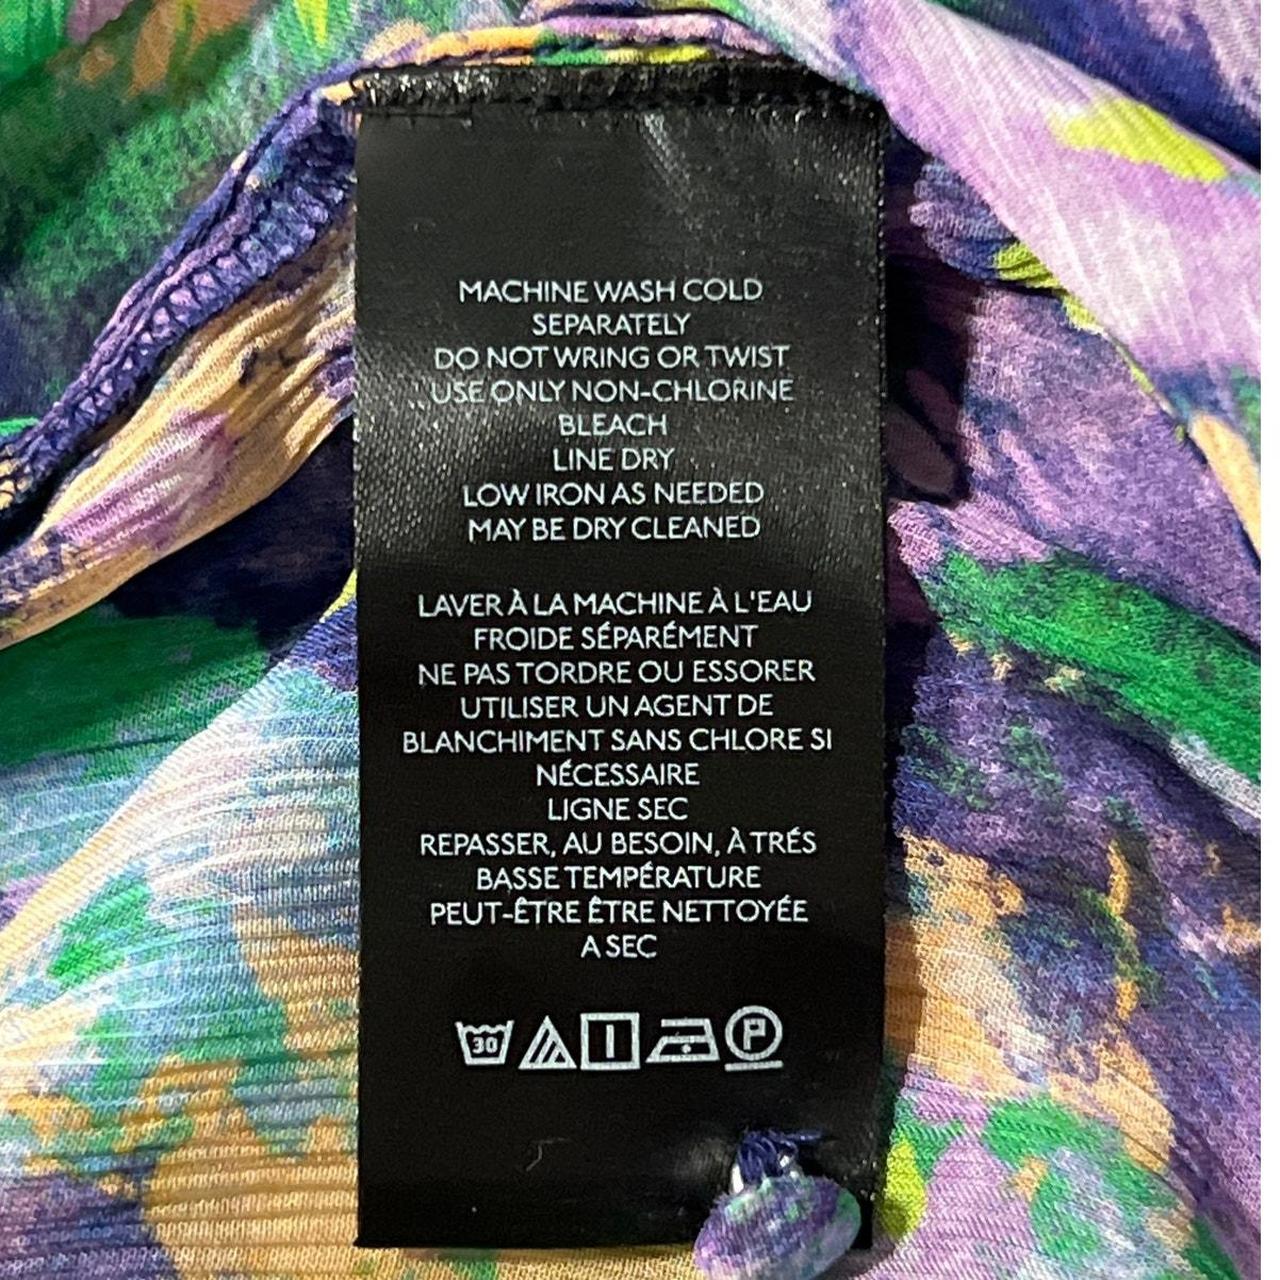 MACHINE WASH COLD
SEPARATELY
DO NOT WRING OR TWIST
USE ONLY NON-CHLORINE
BLEACH
LINE DRY
LOW IRON AS NEEDED
MAY BE DRY CLEANED
LAVER À LA MACHINE À L'EAU
FROIDE SÉPARÉMENT
NE PAS TORDRE OU ESSORER
UTILISER UN AGENT DE
BLANCHIMENT SANS CHLORE SI
NÉCESSAIRE
LIGNE SEC
REPASSER, AU BESOIN, À TRÉS
BASSE TEMPÉRATURE
PEUT-ÊTRE ÊTRE NETTOYÉE
A SEC
30 P